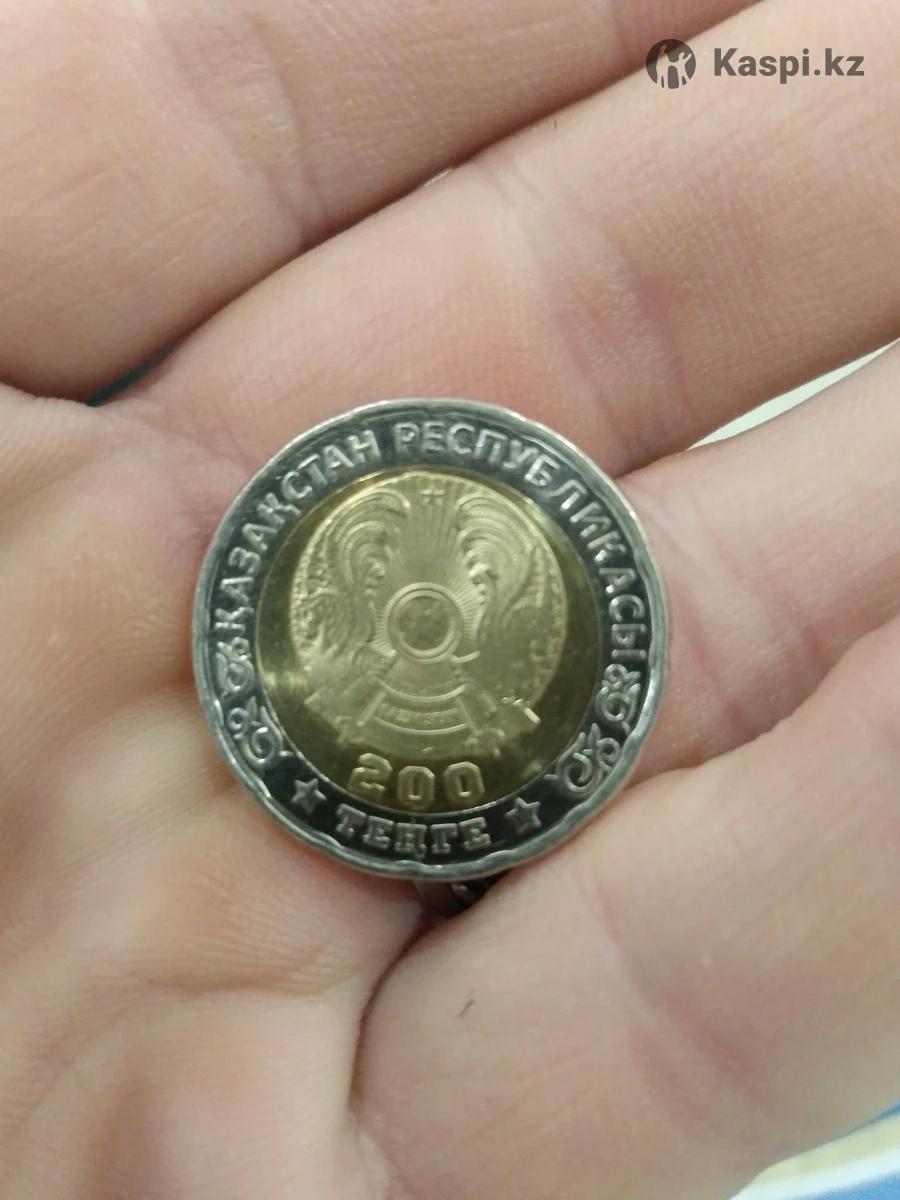 Kaspi.kz
ҚАЗАҚСТАН РЕСПУБЛИКАСЫ
200
ТЕҢГЕ